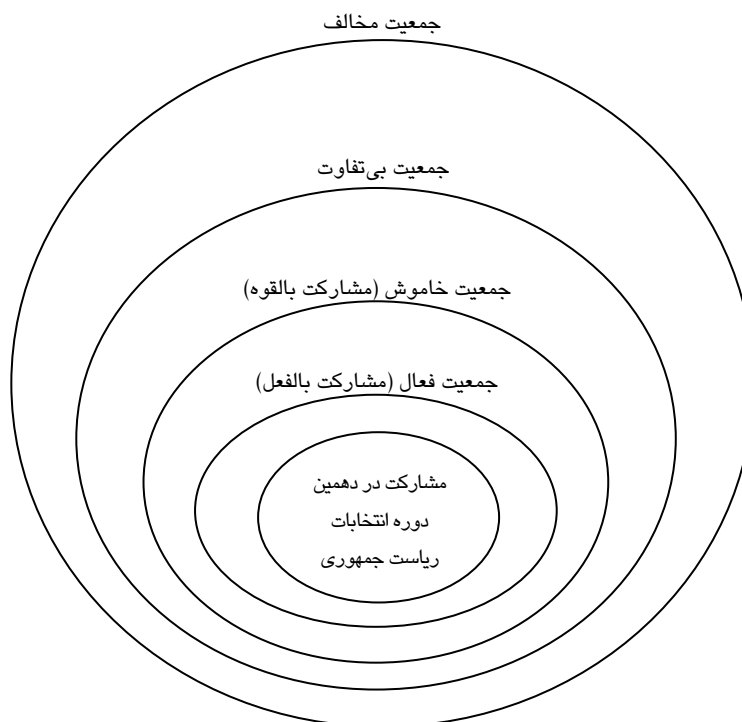 جمعیت مخالف
جمعیت بی‌تفاوت
جمعیت خاموش (مشارکت بالقوه)
جمعیت فعال (مشارکت بالفعل)
مشارکت در دهمین
دوره انتخابات
ریاست جمهوری